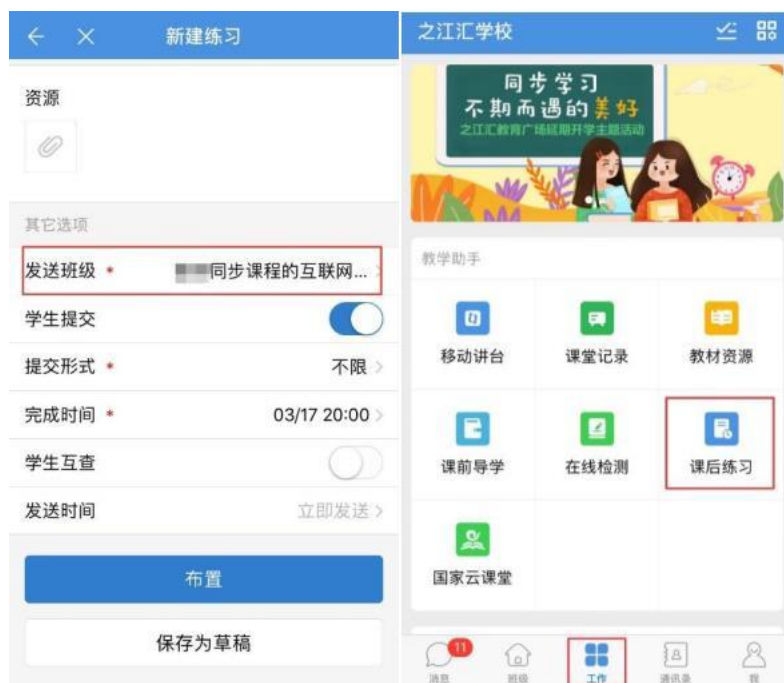 新建练习
资源
其它选项
发送班级 *
同步课程的互联网...
学生提交
提交形式 *
不限
完成时间 *
03/17 20:00
学生互查
发送时间
立即发送
布置
保存为草稿
之江汇学校
同步学习
不期而遇的美好
之江汇教育广场延期开学主题活动
教学助手
移动讲台
课堂记录
教材资源
课前导学
在线检测
课后练习
国家云课堂
11
消息
班级
工作
通讯录
我